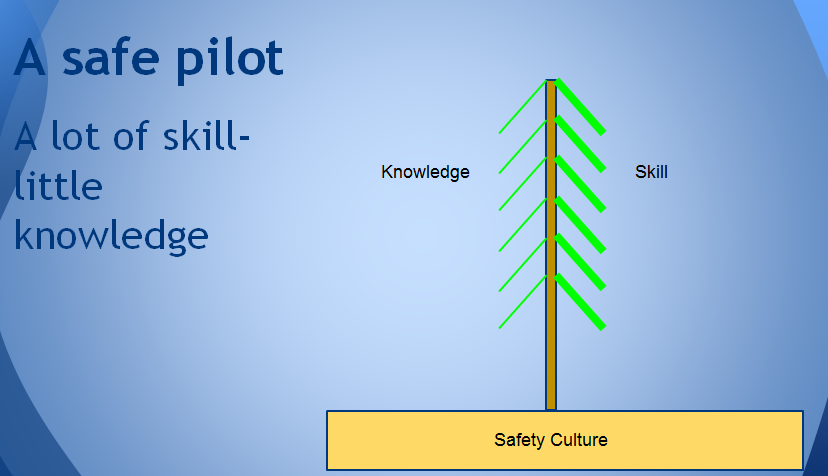 A safe pilot
A lot of skill-
little
knowledge
Knowledge
Skill
Safety Culture